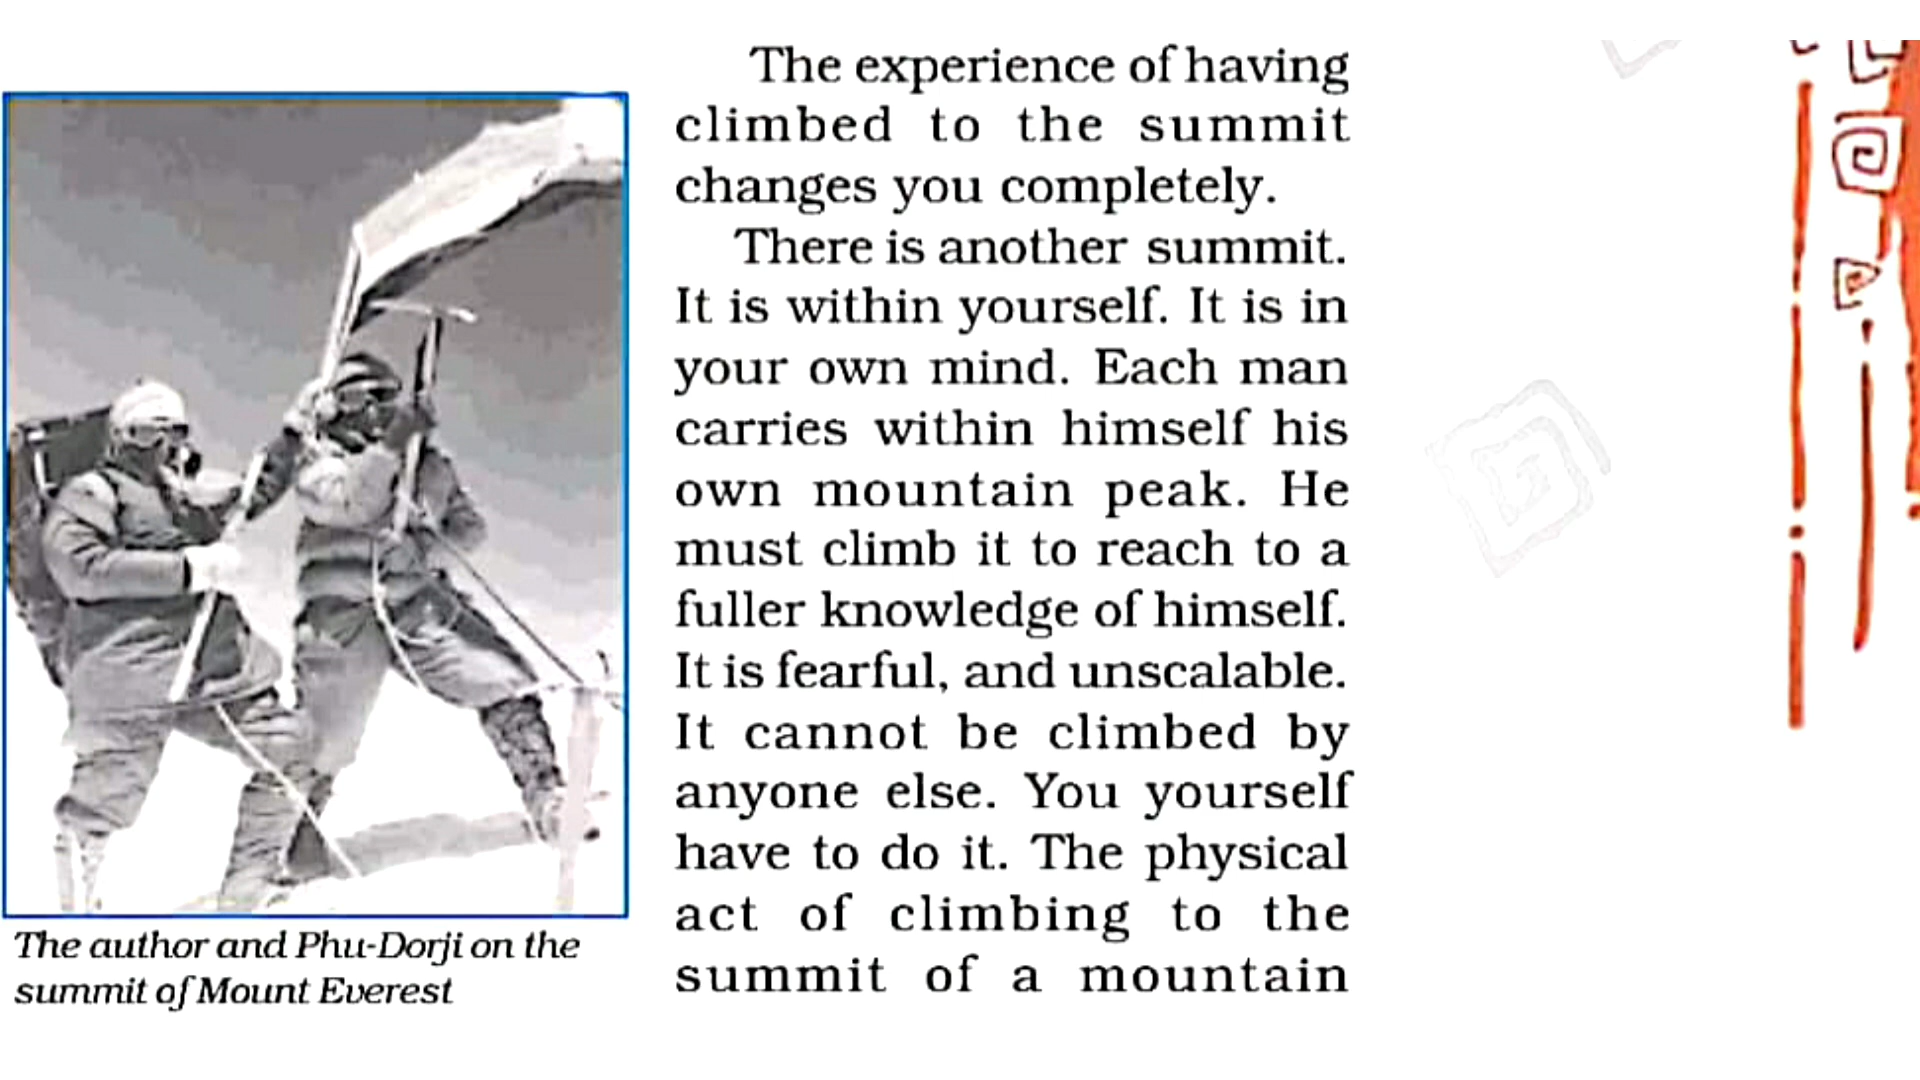 The experience of having
climbed to the summit
changes you completely.
There is another summit.
It is within yourself. It is in
your own mind. Each man
carries within himself his
own mountain peak. He
must climb it to reach to a
fuller knowledge of himself.
It is fearful, and unscalable.
It cannot be climbed by
anyone else. You yourself
have to do it. The physical
act of climbing to the
summit of a mountain
The author and Phu-Dorji on the
summit of Mount Everest